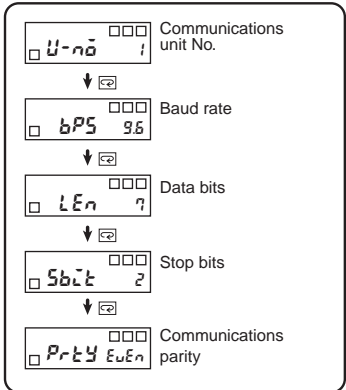 U-no 1
Communications
unit No.
bPS 9.6
Baud rate
LEn 7
Data bits
Sbit 2
Stop bits
PrtY EvEn
Communications
parity